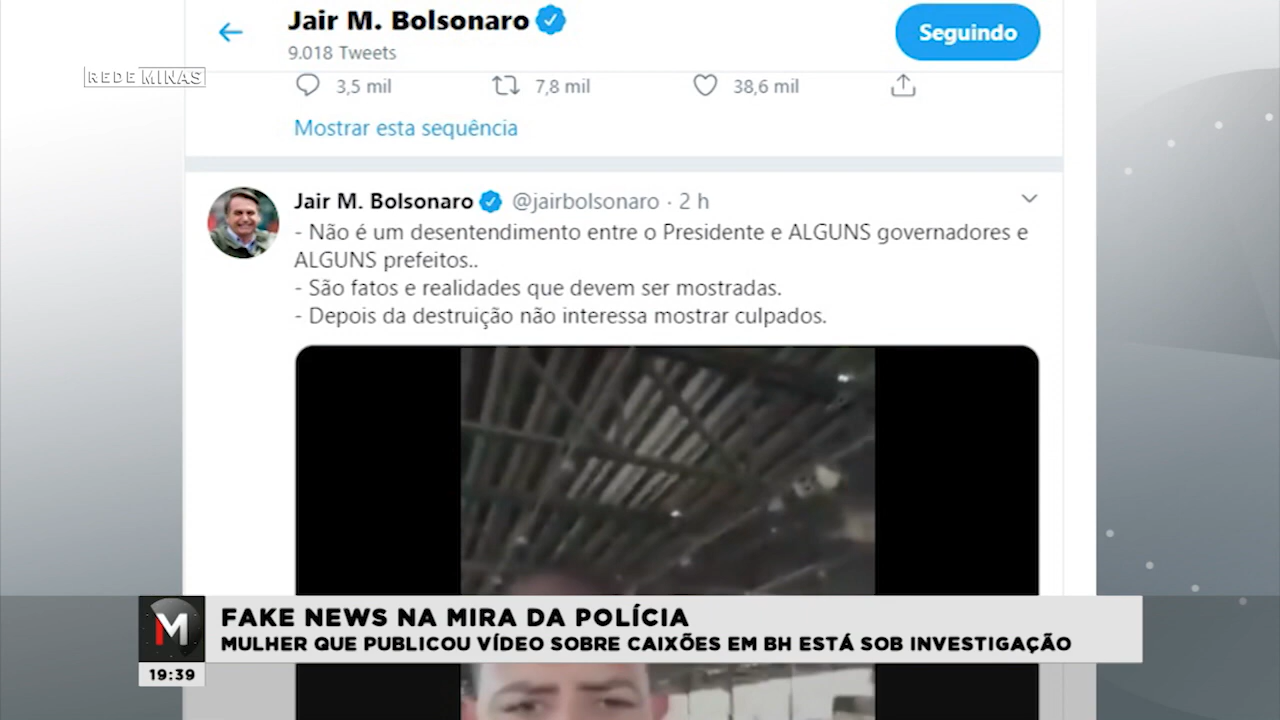 Jair M. Bolsonaro
Seguindo
9.018 Tweets
REDE MINAS
3,5 mil
7,8 mil
38,6 mil
Mostrar esta sequência
Jair M. Bolsonaro @jairbolsonaro · 2 h
- Não é um desentendimento entre o Presidente e ALGUNS governadores e
ALGUNS prefeitos..
- São fatos e realidades que devem ser mostradas.
- Depois da destruição não interessa mostrar culpados.
M
FAKE NEWS NA MIRA DA POLÍCIA
MULHER QUE PUBLICOU VÍDEO SOBRE CAIXÕES EM BH ESTÁ SOB INVESTIGAÇÃO
19:39